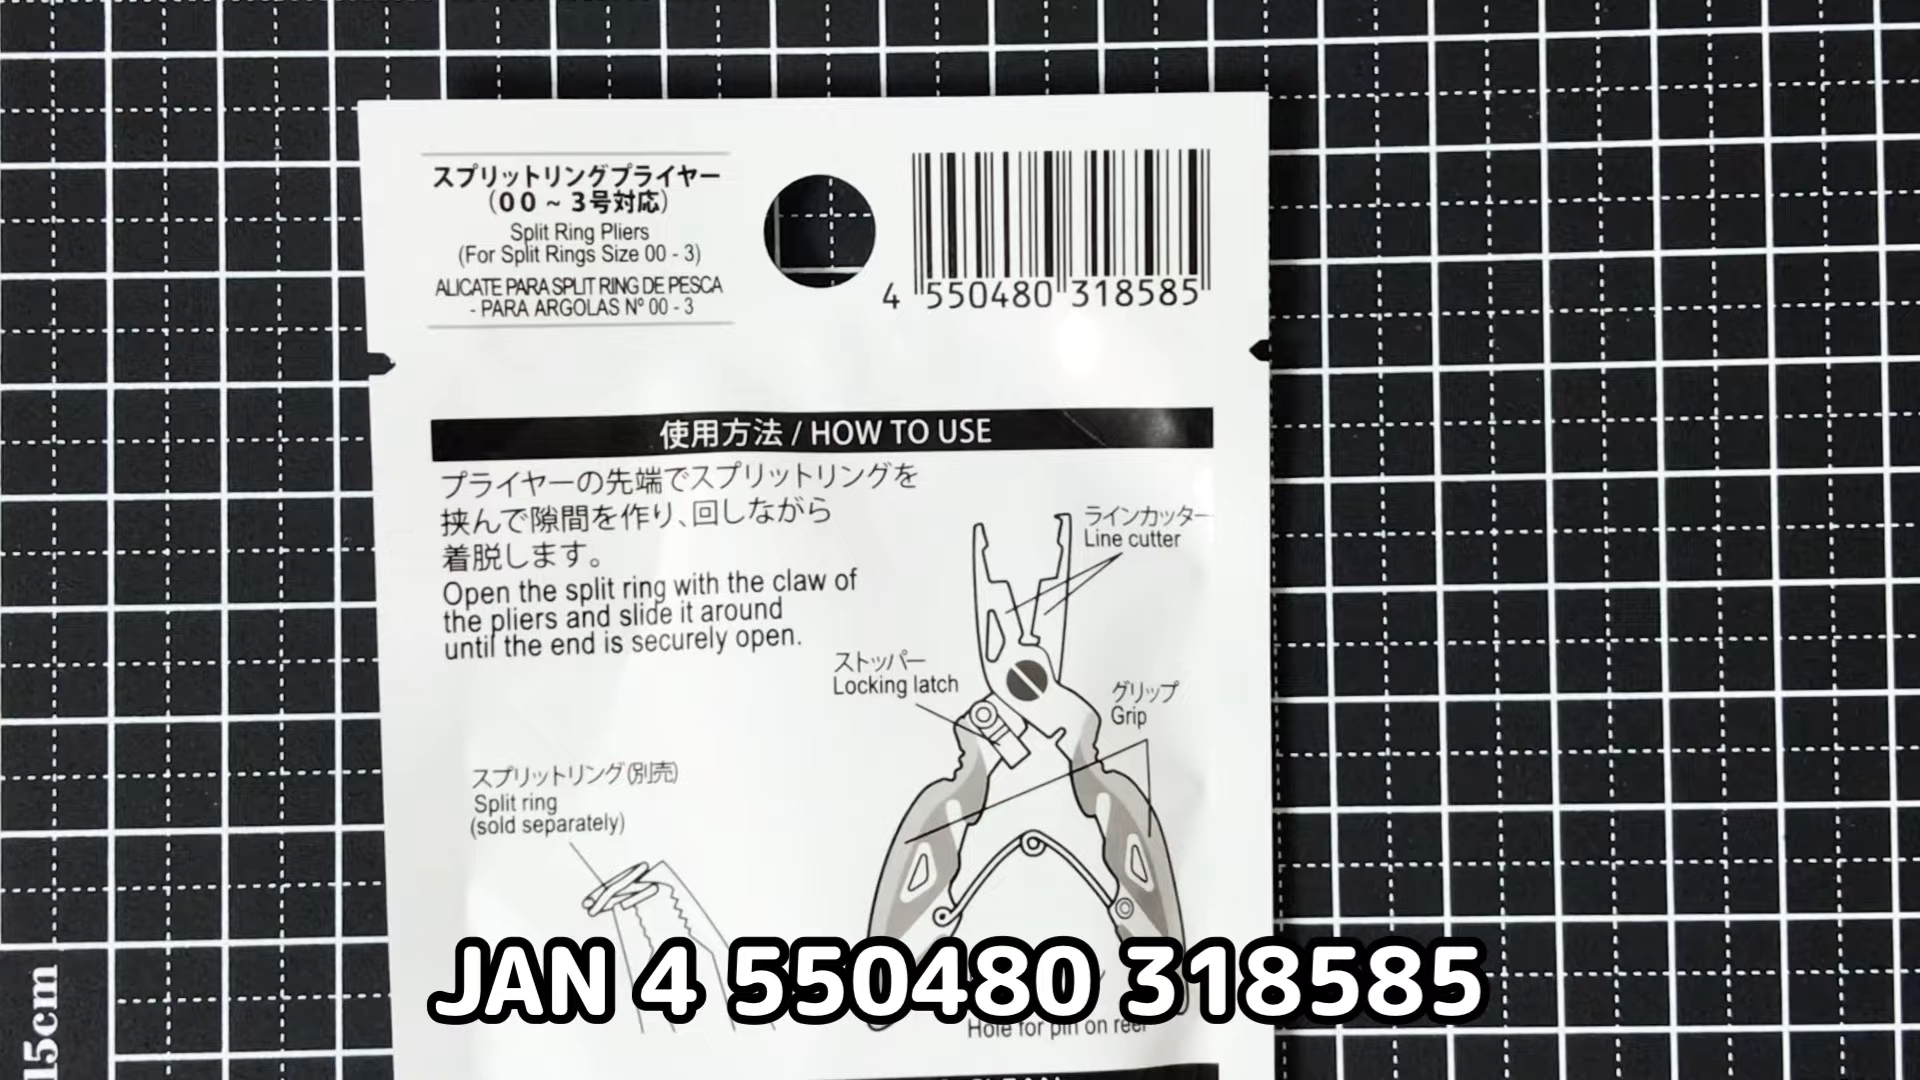 スプリットリングプライヤー
(00 ~ 3号対応)
Split Ring Pliers
(For Split Rings Size 00 - 3)
ALICATE PARA SPLIT RING DE PESCA
- PARA ARGOLAS Nº 00 - 3
4 550480 318585
使用方法 / HOW TO USE
プライヤーの先端でスプリットリングを
挟んで隙間を作り、回しながら
着脱します。
Open the split ring with the claw of
the pliers and slide it around
until the end is securely open.
ラインカッター
Line cutter
ストッパー
Locking latch
グリップ
Grip
スプリットリング(別売)
Split ring
(sold separately)
JAN 4 550480 318585
Hole for pin on reel
15cm